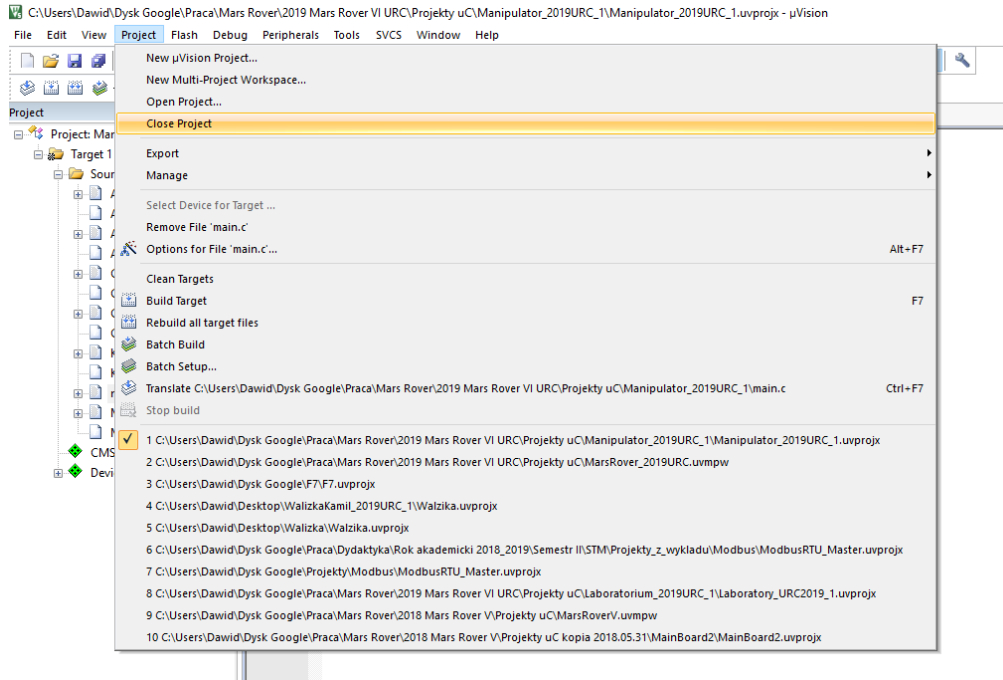 C:\Users\Dawid\Dysk Google\Praca\Mars Rover\2019 Mars Rover VI URC\Projekty uC\Manipulator_2019URC_1\Manipulator_2019URC_1.uvprojx - µVision
File Edit View Project Flash Debug Peripherals Tools SVCS Window Help
New µVision Project...
New Multi-Project Workspace...
Open Project...
Project
Close Project
Project: Mar
Target 1
Export
Sour
Manage
Select Device for Target ...
Remove File 'main.c'
Options for File 'main.c'... Alt+F7
Clean Targets
Build Target F7
Rebuild all target files
Batch Build
Batch Setup...
Translate C:\Users\Dawid\Dysk Google\Praca\Mars Rover\2019 Mars Rover VI URC\Projekty uC\Manipulator_2019URC_1\main.c Ctrl+F7
Stop build
1 C:\Users\Dawid\Dysk Google\Praca\Mars Rover\2019 Mars Rover VI URC\Projekty uC\Manipulator_2019URC_1\Manipulator_2019URC_1.uvprojx
CMS
2 C:\Users\Dawid\Dysk Google\Praca\Mars Rover\2019 Mars Rover VI URC\Projekty uC\MarsRover_2019URC.uvmpw
Devi
3 C:\Users\Dawid\Dysk Google\F7\F7.uvprojx
4 C:\Users\Dawid\Desktop\WalizkaKamil_2019URC_1\Walzika.uvprojx
5 C:\Users\Dawid\Desktop\Walizka\Walzika.uvprojx
6 C:\Users\Dawid\Dysk Google\Praca\Dydaktyka\Rok akademicki 2018_2019\Semestr II\STM\Projekty_z_wykladu\Modbus\ModbusRTU_Master.uvprojx
7 C:\Users\Dawid\Dysk Google\Projekty\Modbus\ModbusRTU_Master.uvprojx
8 C:\Users\Dawid\Dysk Google\Praca\Mars Rover\2019 Mars Rover VI URC\Projekty uC\Laboratorium_2019URC_1\Laboratory_URC2019_1.uvprojx
9 C:\Users\Dawid\Dysk Google\Praca\Mars Rover\2018 Mars Rover V\Projekty uC\MarsRoverV.uvmpw
10 C:\Users\Dawid\Dysk Google\Praca\Mars Rover\2018 Mars Rover V\Projekty uC kopia 2018.05.31\MainBoard2\MainBoard2.uvprojx